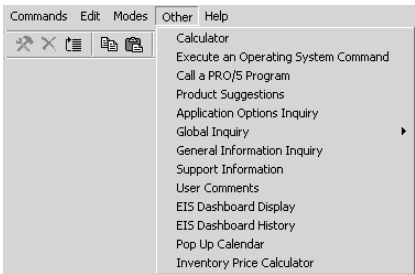 Commands Edit Modes Other Help
Calculator
Execute an Operating System Command
Call a PRO/5 Program
Product Suggestions
Application Options Inquiry
Global Inquiry
General Information Inquiry
Support Information
User Comments
EIS Dashboard Display
EIS Dashboard History
Pop Up Calendar
Inventory Price Calculator